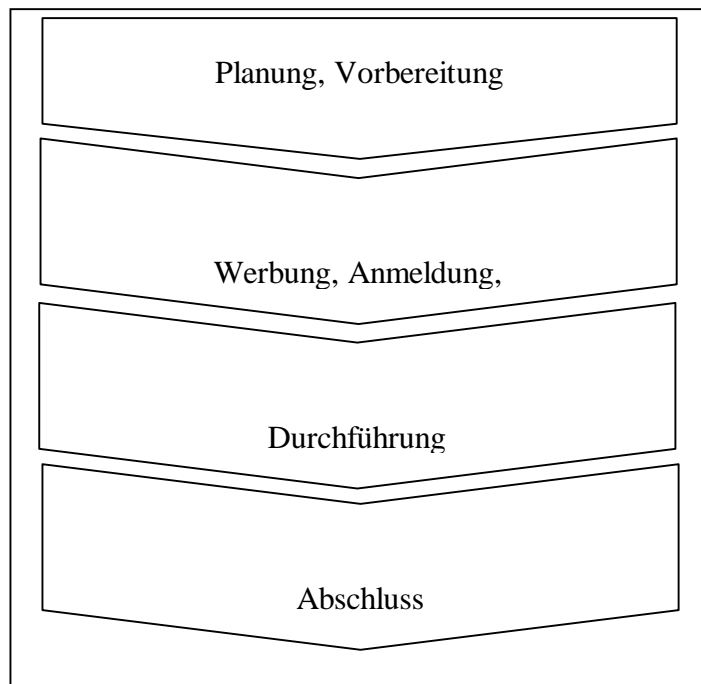 Planung, Vorbereitung
Werbung, Anmeldung,
Durchführung
Abschluss